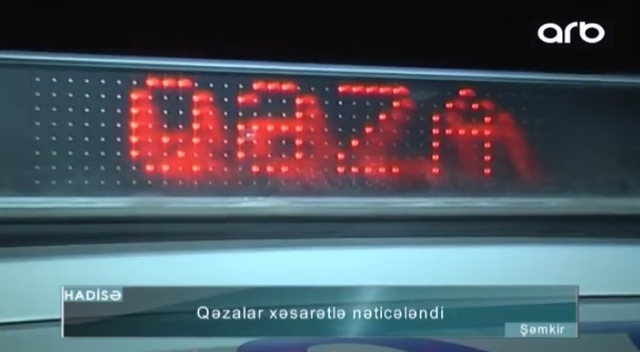 arb
QƏZA
HADİSƏ
Qəzalar xəsarətlə nəticələndi
Şəmkir